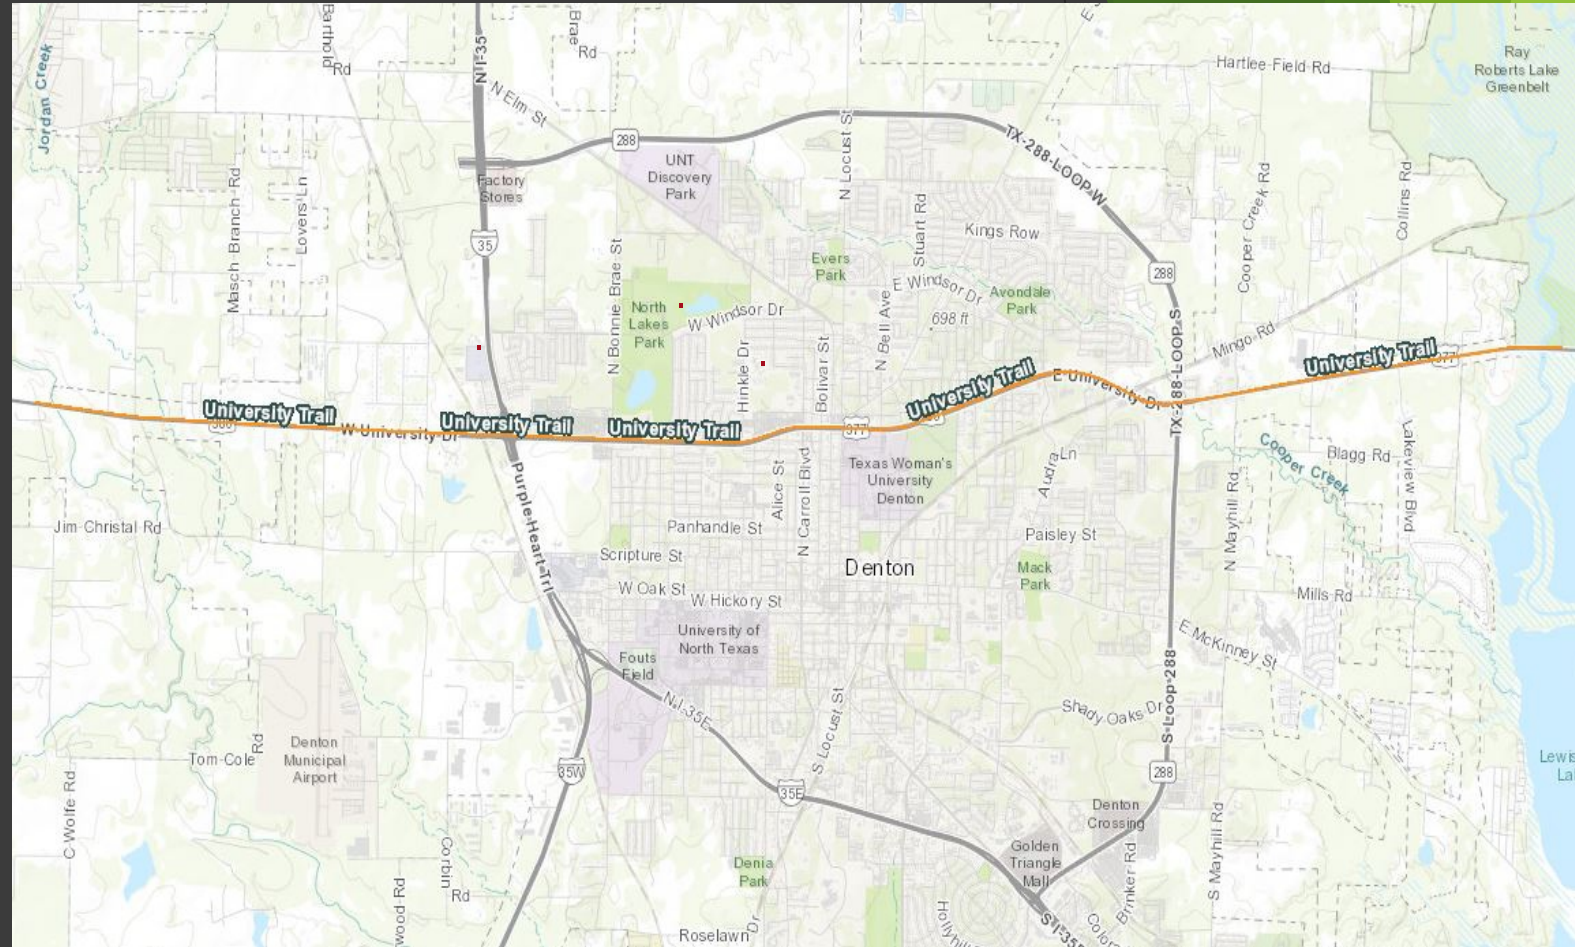 Jordan Creek
Barthold
Rd
N I-35
Brae
Rd
N Elm St
Hartlee Field Rd
Ray
Roberts Lake
Greenbelt
288
UNT
Discovery
Park
N Locust St
TX-288-LOOP W
Factory
Stores
Masch Branch Rd
Lovers Ln
35
Stuart Rd
Kings Row
Cooper Creek Rd
Collins Rd
288
N Bonnie Brae St
Evers
Park
E Windsor Dr
Avondale
Park
698 ft
North
Lakes
Park
W Windsor Dr
Hinkle Dr
Bolivar St
N Bell Ave
TX-288-LOOP S
Mingo Rd
University Trail
377
University Trail
E University Dr
University Trail
University Trail
University Trail
W University Dr
377
Purple Heart Trl
Alice St
N Carroll Blvd
Texas Woman's
University
Denton
Audra Ln
Cooper Creek
Blagg Rd
Lakeview Blvd
N Mayhill Rd
Jim Christal Rd
Panhandle St
Paisley St
Scripture St
Denton
Mack
Park
W Oak St
W Hickory St
Mills Rd
University of
North Texas
E McKinney St
Fouts
Field
N I-35E
S Locust St
Shady Oaks Dr
S Loop 288
Tom Cole
Rd
Denton
Municipal
Airport
35W
35E
288
Lewis
C Wolfe Rd
Denton
Crossing
Golden
Triangle
Mall
S Mayhill Rd
Brinker Rd
Corbin
Rd
wood Rd
Denia
Park
Roselawn
Dr
S I-35E